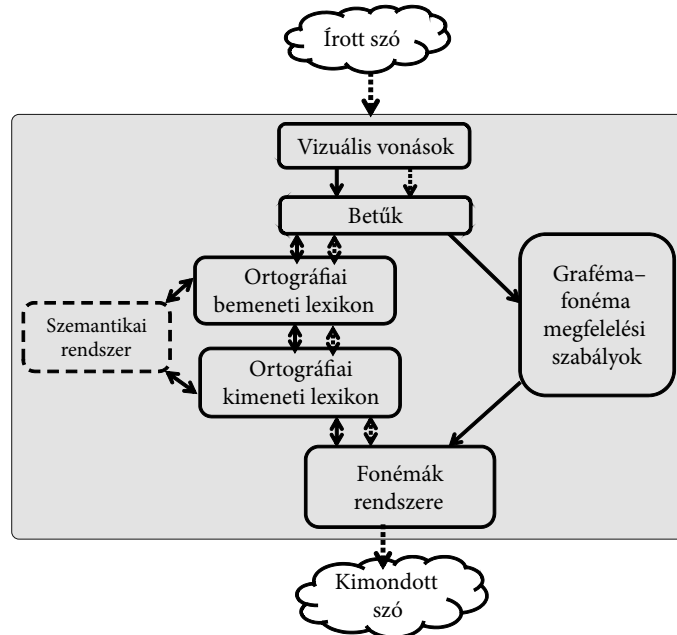 Írott szó
Vizuális vonások
Betűk
Ortográfiai
bemeneti lexikon
Graféma–
fonéma
megfelelési
szabályok
Szemantikai
rendszer
Ortográfiai
kimeneti lexikon
Fonémák
rendszere
Kimondott
szó